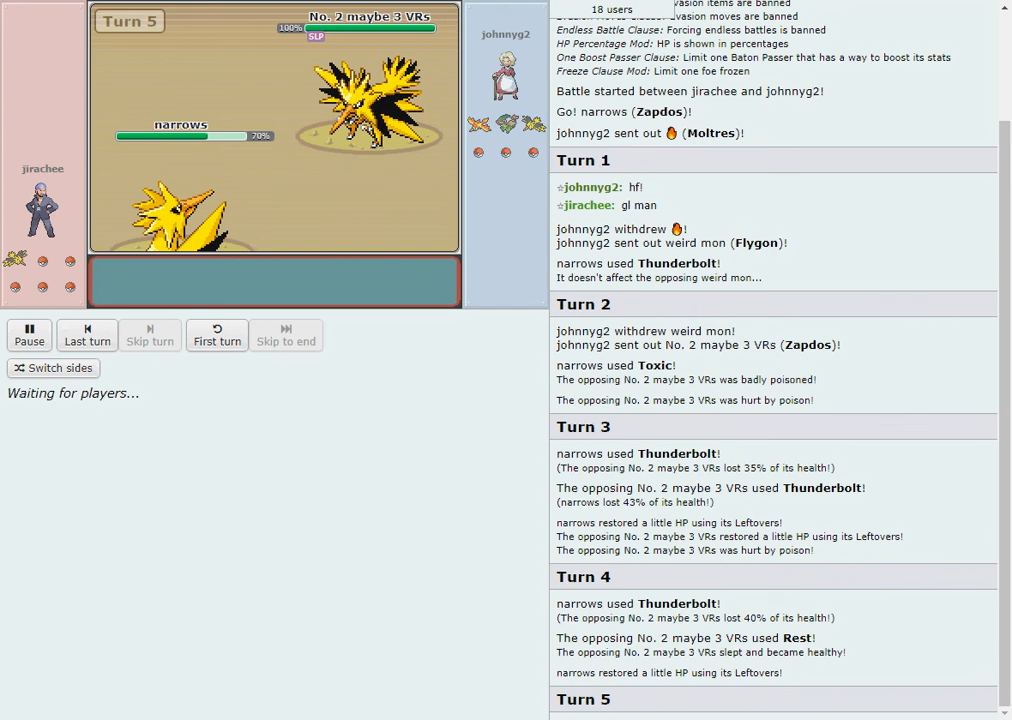 Turn 5
No. 2 maybe 3 VRs
100%
SLP
narrows
70%
jirachee
johnnyg2
Pause
Last turn
Skip turn
First turn
Skip to end
Switch sides
Waiting for players...
18 users
evasion items are banned
Evasion Moves Clause: Evasion moves are banned
Endless Battle Clause: Forcing endless battles is banned
HP Percentage Mod: HP is shown in percentages
One Boost Passer Clause: Limit one Baton Passer that has a way to boost its stats
Freeze Clause Mod: Limit one foe frozen
Battle started between jirachee and johnnyg2!
Go! narrows (Zapdos)!
johnnyg2 sent out 🔥 (Moltres)!
Turn 1
☆johnnyg2: hf!
☆jirachee: gl man
johnnyg2 withdrew 🔥!
johnnyg2 sent out weird mon (Flygon)!
narrows used Thunderbolt!
It doesn't affect the opposing weird mon...
Turn 2
johnnyg2 withdrew weird mon!
johnnyg2 sent out No. 2 maybe 3 VRs (Zapdos)!
narrows used Toxic!
The opposing No. 2 maybe 3 VRs was badly poisoned!
The opposing No. 2 maybe 3 VRs was hurt by poison!
Turn 3
narrows used Thunderbolt!
(The opposing No. 2 maybe 3 VRs lost 35% of its health!)
The opposing No. 2 maybe 3 VRs used Thunderbolt!
(narrows lost 43% of its health!)
narrows restored a little HP using its Leftovers!
The opposing No. 2 maybe 3 VRs restored a little HP using its Leftovers!
The opposing No. 2 maybe 3 VRs was hurt by poison!
Turn 4
narrows used Thunderbolt!
(The opposing No. 2 maybe 3 VRs lost 40% of its health!)
The opposing No. 2 maybe 3 VRs used Rest!
The opposing No. 2 maybe 3 VRs slept and became healthy!
narrows restored a little HP using its Leftovers!
Turn 5